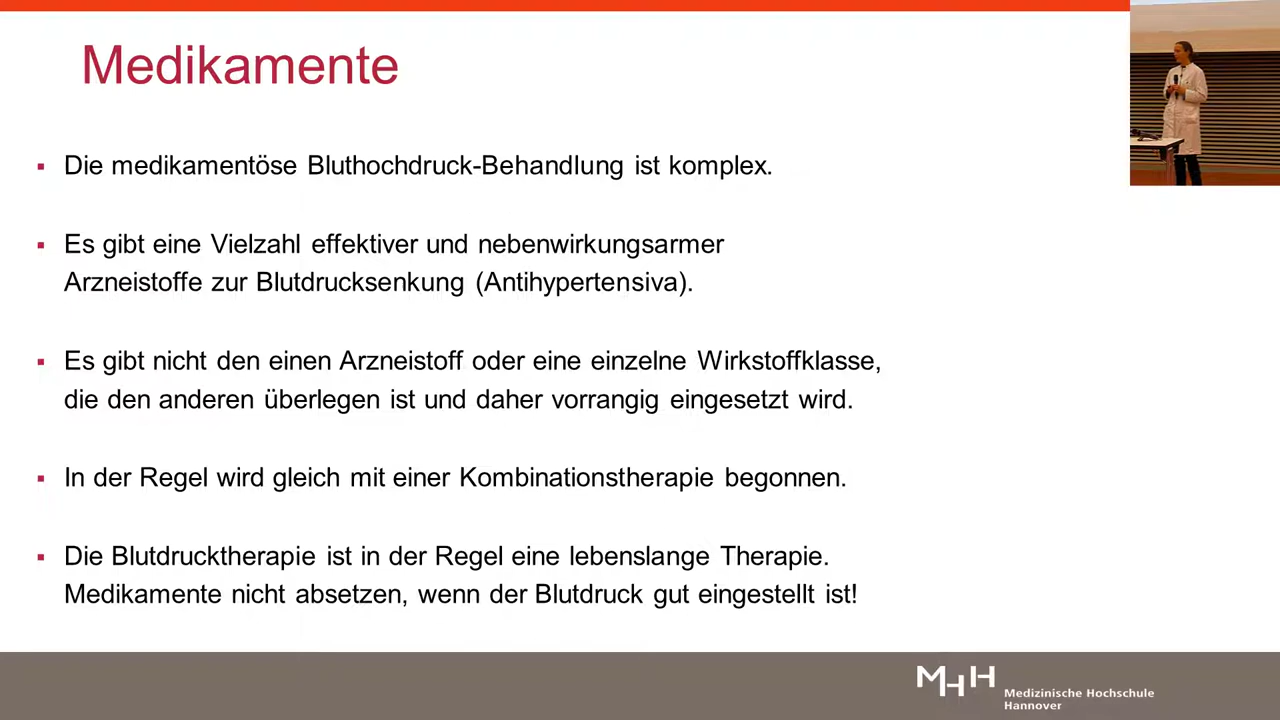 Medikamente
▪ Die medikamentöse Bluthochdruck-Behandlung ist komplex.
▪ Es gibt eine Vielzahl effektiver und nebenwirkungsarmer
Arzneistoffe zur Blutdrucksenkung (Antihypertensiva).
▪ Es gibt nicht den einen Arzneistoff oder eine einzelne Wirkstoffklasse,
die den anderen überlegen ist und daher vorrangig eingesetzt wird.
▪ In der Regel wird gleich mit einer Kombinationstherapie begonnen.
▪ Die Blutdrucktherapie ist in der Regel eine lebenslange Therapie.
Medikamente nicht absetzen, wenn der Blutdruck gut eingestellt ist!
MHH
Medizinische Hochschule
Hannover